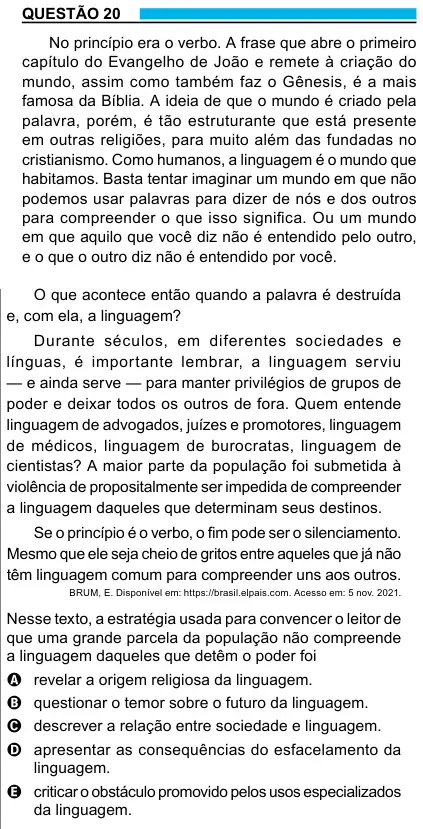 QUESTÃO 20
No princípio era o verbo. A frase que abre o primeiro
capítulo do Evangelho de João e remete à criação do
mundo, assim como também faz o Gênesis, é a mais
famosa da Bíblia. A ideia de que o mundo é criado pela
palavra, porém, é tão estruturante que está presente
em outras religiões, para muito além das fundadas no
cristianismo. Como humanos, a linguagem é o mundo que
habitamos. Basta tentar imaginar um mundo em que não
podemos usar palavras para dizer de nós e dos outros
para compreender o que isso significa. Ou um mundo
em que aquilo que você diz não é entendido pelo outro,
e o que o outro diz não é entendido por você.
O que acontece então quando a palavra é destruída
e, com ela, a linguagem?
Durante séculos, em diferentes sociedades e
línguas, é importante lembrar, a linguagem serviu
— e ainda serve — para manter privilégios de grupos de
poder e deixar todos os outros de fora. Quem entende
linguagem de advogados, juízes e promotores, linguagem
de médicos, linguagem de burocratas, linguagem de
cientistas? A maior parte da população foi submetida à
violência de propositalmente ser impedida de compreender
a linguagem daqueles que determinam seus destinos.
Se o princípio é o verbo, o fim pode ser o silenciamento.
Mesmo que ele seja cheio de gritos entre aqueles que já não
têm linguagem comum para compreender uns aos outros.
BRUM, E. Disponível em: https://brasil.elpais.com. Acesso em: 5 nov. 2021.
Nesse texto, a estratégia usada para convencer o leitor de
que uma grande parcela da população não compreende
a linguagem daqueles que detêm o poder foi
A revelar a origem religiosa da linguagem.
B questionar o temor sobre o futuro da linguagem.
C descrever a relação entre sociedade e linguagem.
D apresentar as consequências do esfacelamento da
linguagem.
E criticar o obstáculo promovido pelos usos especializados
da linguagem.